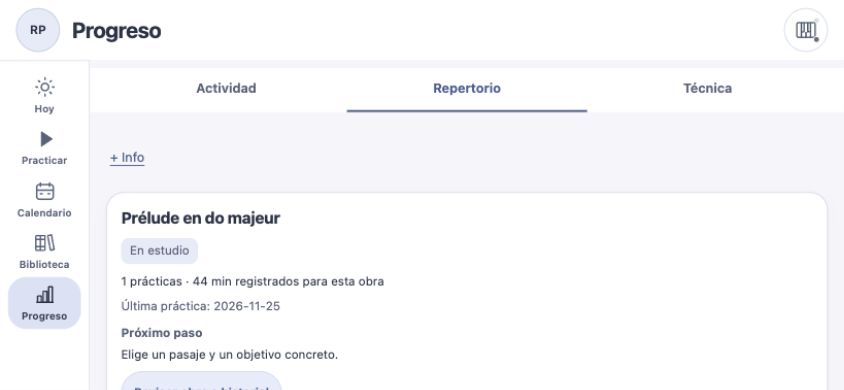 RP
Progreso
Hoy
Practicar
Calendario
Biblioteca
Progreso
Actividad
Repertorio
Técnica
+ Info
Prélude en do majeur
En estudio
1 prácticas · 44 min registrados para esta obra
Última práctica: 2026-11-25
Próximo paso
Elige un pasaje y un objetivo concreto.